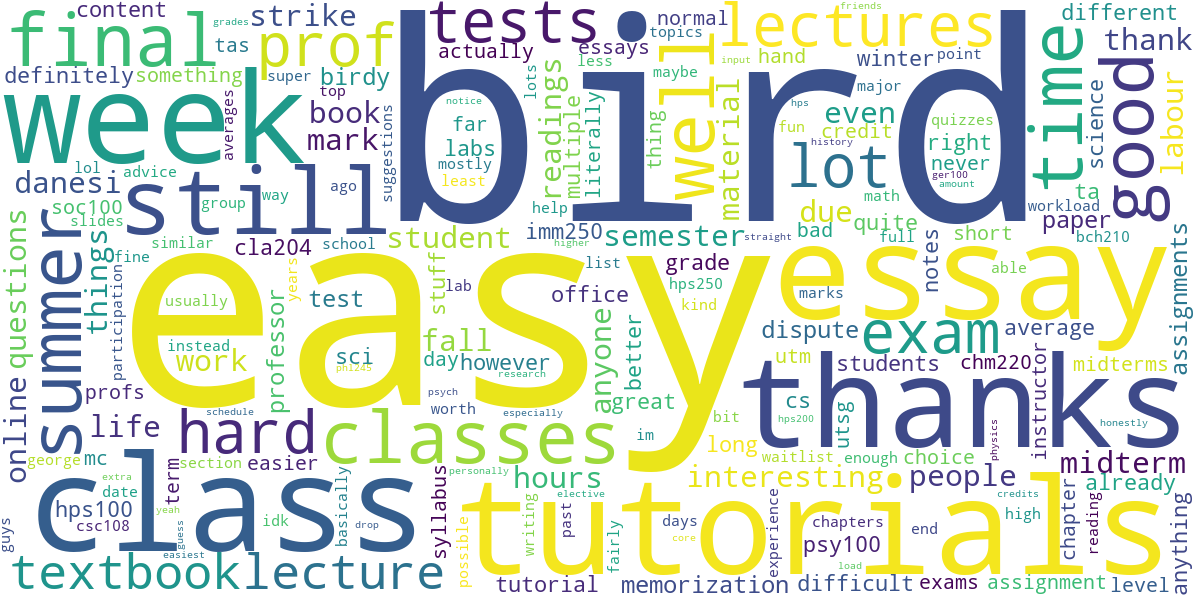 content
grades
friends
strike
tests
normal
lectures
different
final
tas
prof
topics
actually
essays
less
input
hand
winter
point
thank
definitely
something
super
birdy
bird
maybe
major
week
averages
top
lots
readings
multiple
literally
thing
well
material
fun
hps
even
quizzes
time
science
good
labour
book
mark
suggestions
notice
far
labs
mostly
least
credit
history
right
never
ger100
amount
lol
advice
danesi
still
way
ago
lot
math
ta
workload
soc100
slides
group
help
imm250
due
quite
paper
bad
full
short
bch210
questions
summer
things
similar
cla204
school
student
higher
semester
straight
fine
participation
easy
years
stuff
list
grade
essay
notes
able
assignments
usually
professor
test
lab
office
hps250
kind
marks
instead
work
sci
fall
day
however
anyone
better
dispute
exam
average
phl245
research
utm
students
chm220
instructor
midterms
online
profs
life
schedule
psych
worth
especially
great
cs
thanks
hard
classes
im
bit
utsg
physics
honestly
george
mc
term
section
easier
long
waitlist
enough
choice
midterm
extra
class
personally
hours
interesting
people
already
date
hps100
csc108
yeah
guess
idk
basically
syllabus
elective
credits
guys
drop
easiest
possible
tutorials
writing
past
fairly
days
core
experience
chapters
psy100
end
high
chapter
reading
anything
load
textbook
lecture
tutorial
memorization
difficult
exams
assignment
level